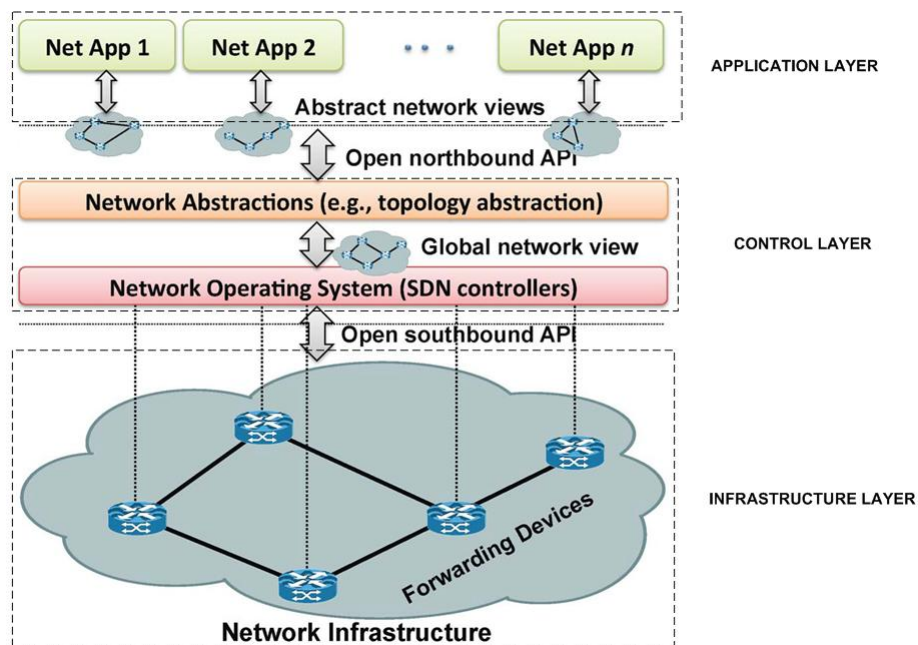 Net App 1
Net App 2
Net App n
APPLICATION LAYER
Abstract network views
Open northbound API
Network Abstractions (e.g., topology abstraction)
Global network view
CONTROL LAYER
Network Operating System (SDN controllers)
Open southbound API
INFRASTRUCTURE LAYER
Forwarding Devices
Network Infrastructure